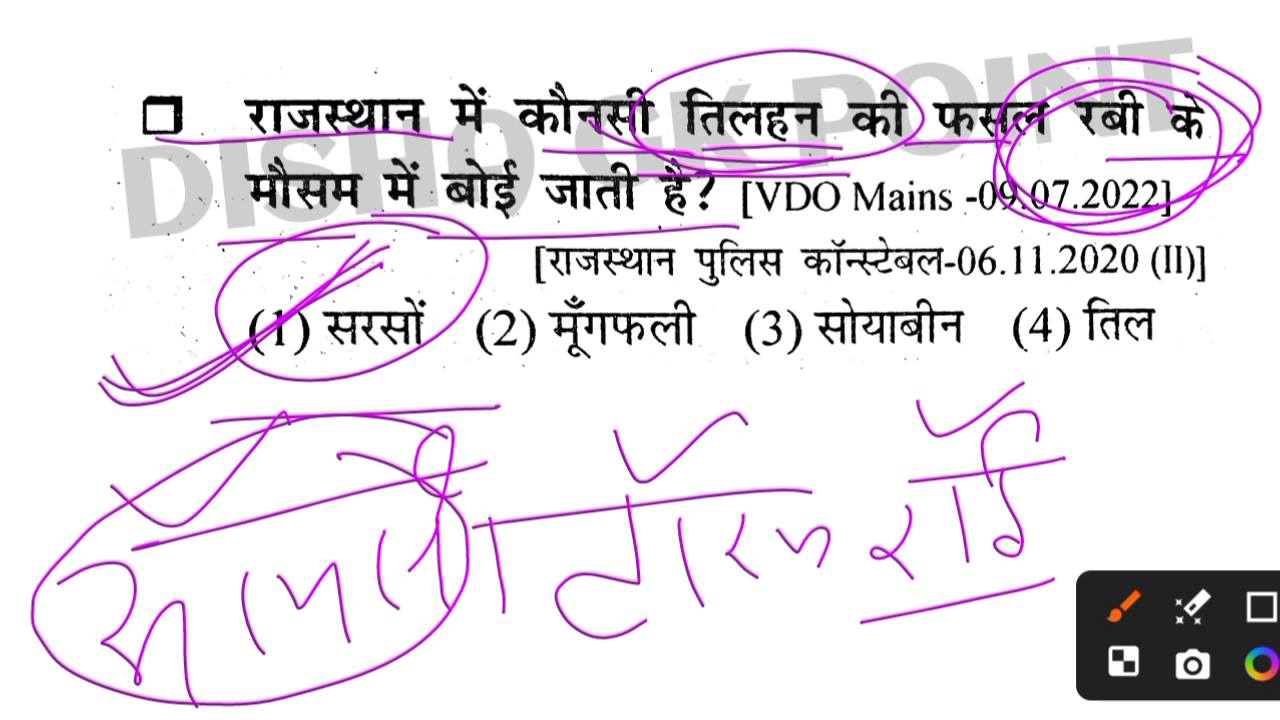 DISHO GK POINT
राजस्थान में कौनसी तिलहन की फसल रबी के
मौसम में बोई जाती है? [VDO Mains -09.07.2022]
[राजस्थान पुलिस कॉन्स्टेबल-06.11.2020 (II)]
(1) सरसों (2) मूँगफली (3) सोयाबीन (4) तिल